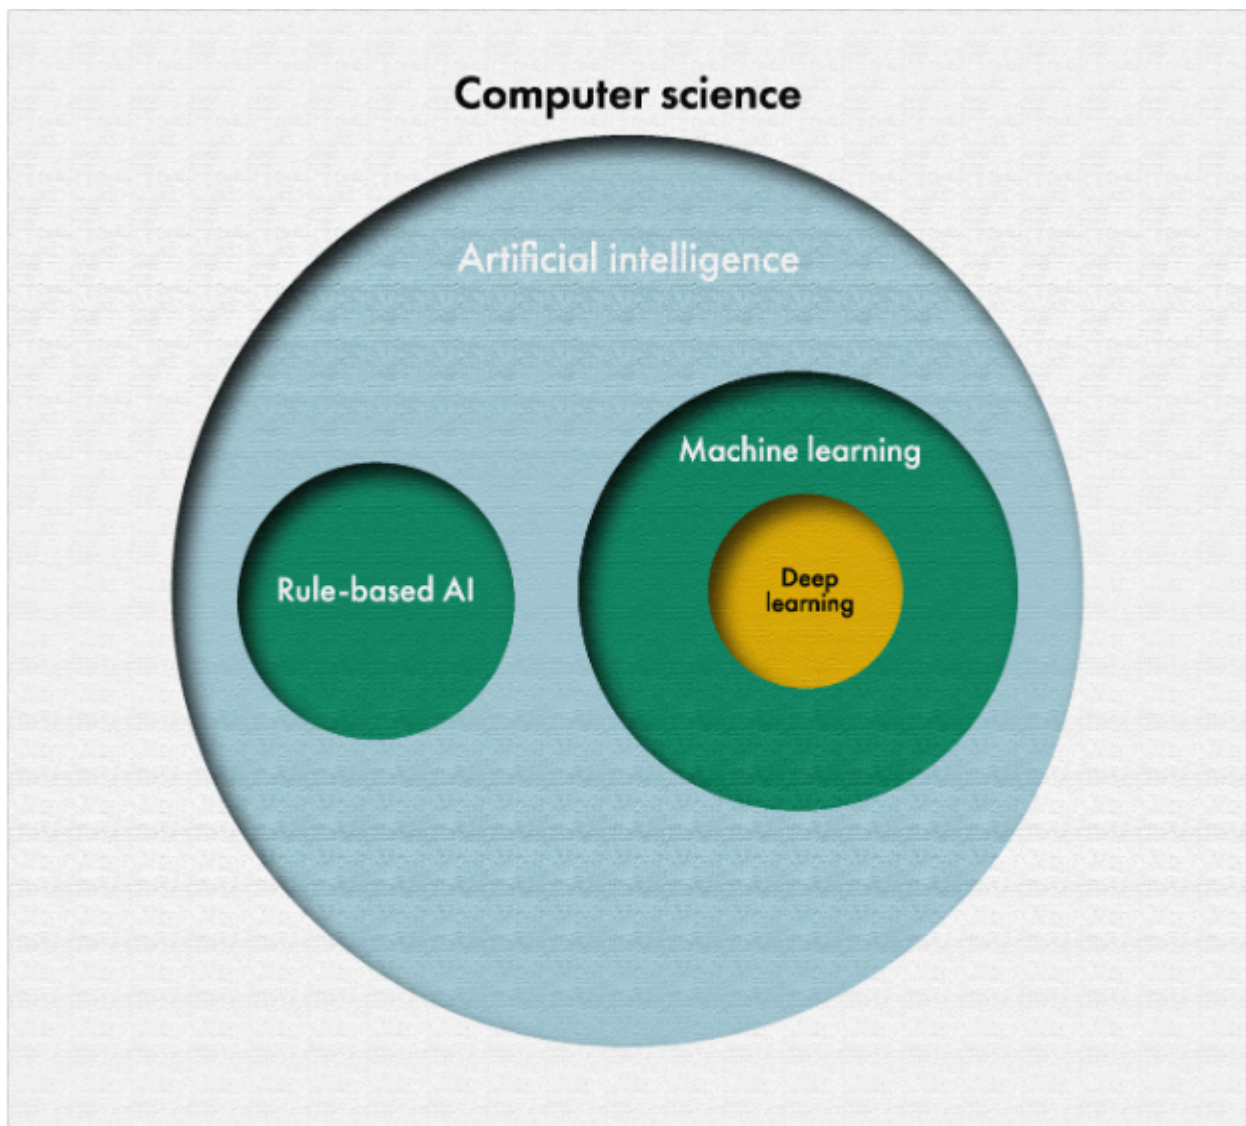 Computer science
Artificial intelligence
Machine learning
Rule-based AI
Deep
learning